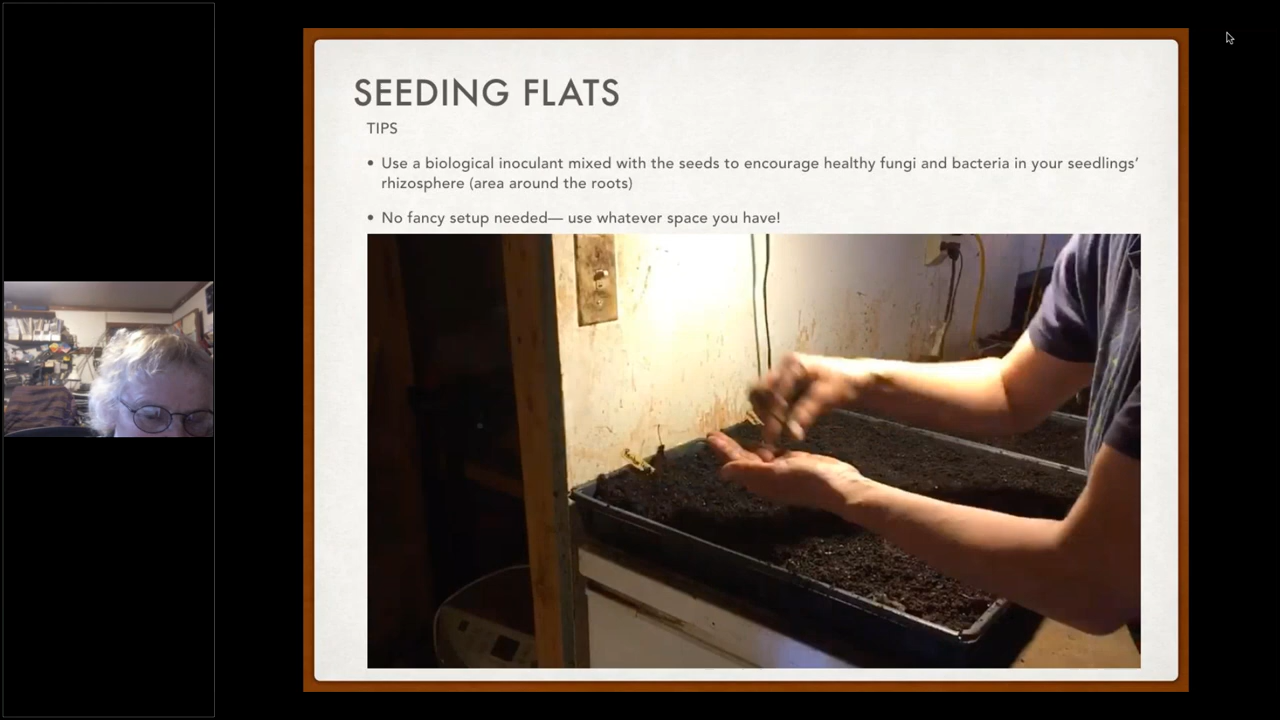 SEEDING FLATS
TIPS
• Use a biological inoculant mixed with the seeds to encourage healthy fungi and bacteria in your seedlings’
rhizosphere (area around the roots)
• No fancy setup needed— use whatever space you have!